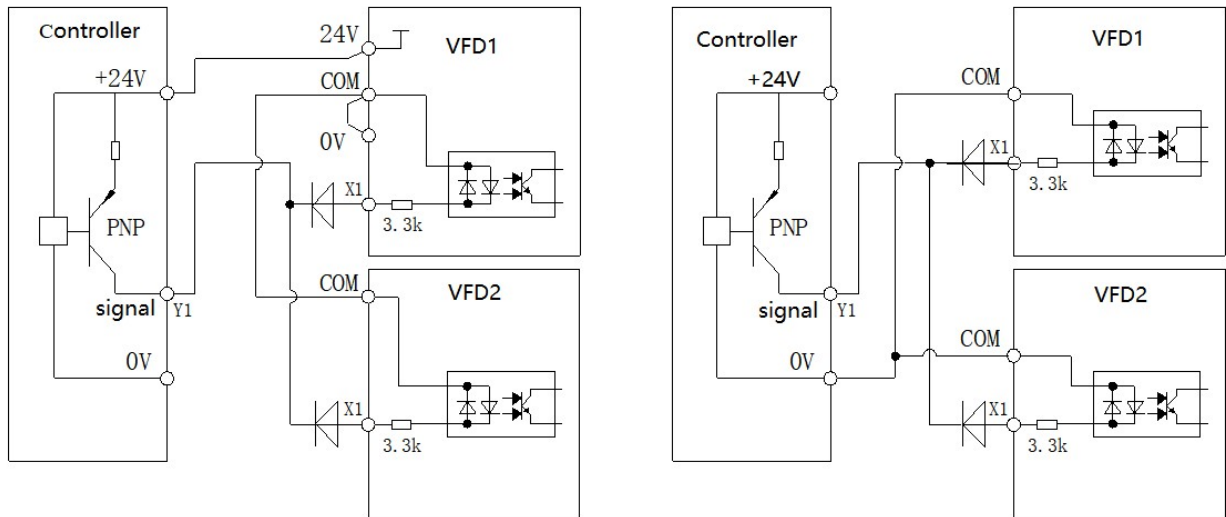 Controller
+24V
PNP
signal
Y1
0V
24V
COM
0V
VFD1
X1
3.3k
COM
VFD2
X1
3.3k
Controller
+24V
PNP
signal
Y1
0V
VFD1
COM
X1
3.3k
VFD2
COM
X1
3.3k